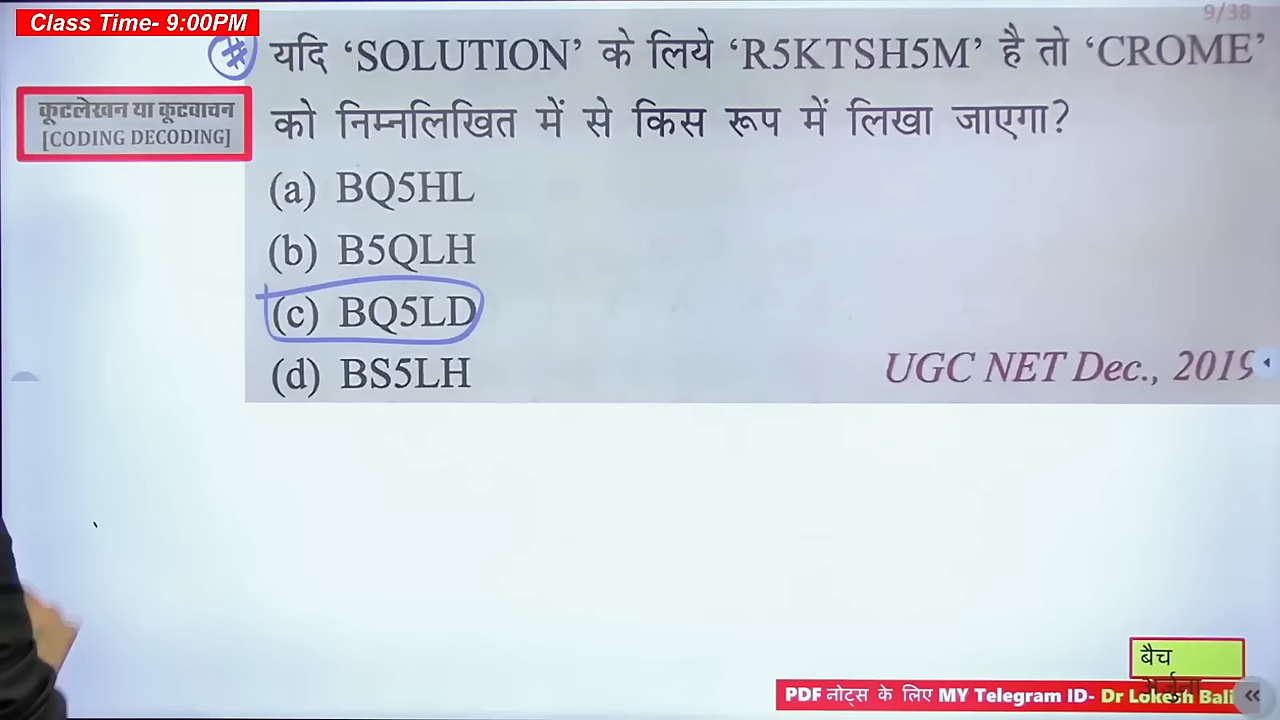 Class Time- 9:00PM
9/38
# यदि ‘SOLUTION’ के लिये ‘R5KTSH5M’ है तो ‘CROME’
कूटलेखन या कूटवाचन
[CODING DECODING]
को निम्नलिखित में से किस रूप में लिखा जाएगा?
(a) BQ5HL
(b) B5QLH
(c) BQ5LD
(d) BS5LH
UGC NET Dec., 2019
बैच
अर्जुना
PDF नोट्स के लिए MY Telegram ID- Dr Lokesh Bali